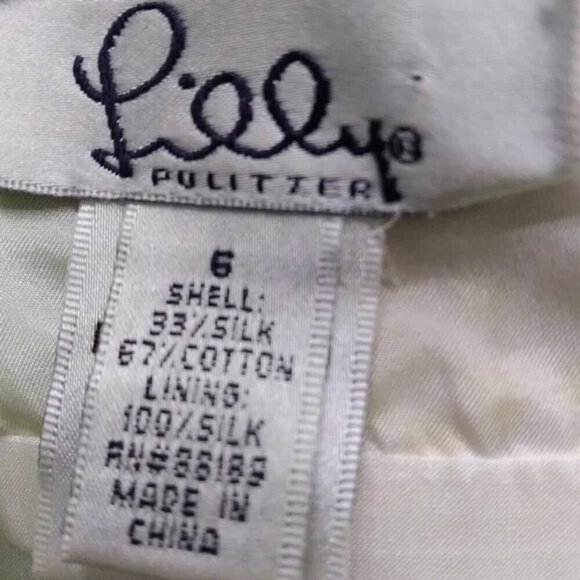 Lilly®
PULITZER
6
SHELL:
33%SILK
67%COTTON
LINING:
100%SILK
RN#86189
MADE IN
CHINA